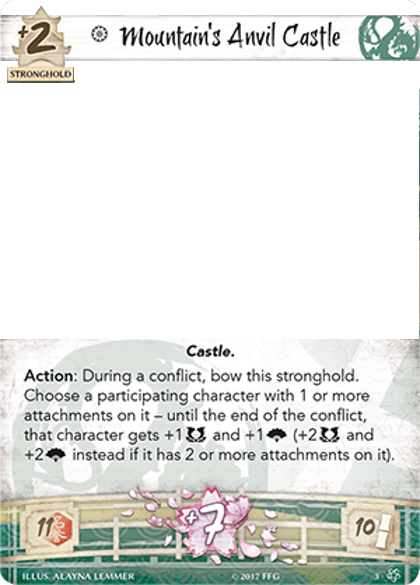 +2
Mountain's Anvil Castle
STRONGHOLD
Castle.
Action: During a conflict, bow this stronghold.
Choose a participating character with 1 or more
attachments on it – until the end of the conflict,
that character gets +1 and +1 (+2 and
+2 instead if it has 2 or more attachments on it).
11
+7
10
ILLUS. ALAYNA LEMMER
© 2017 FFG